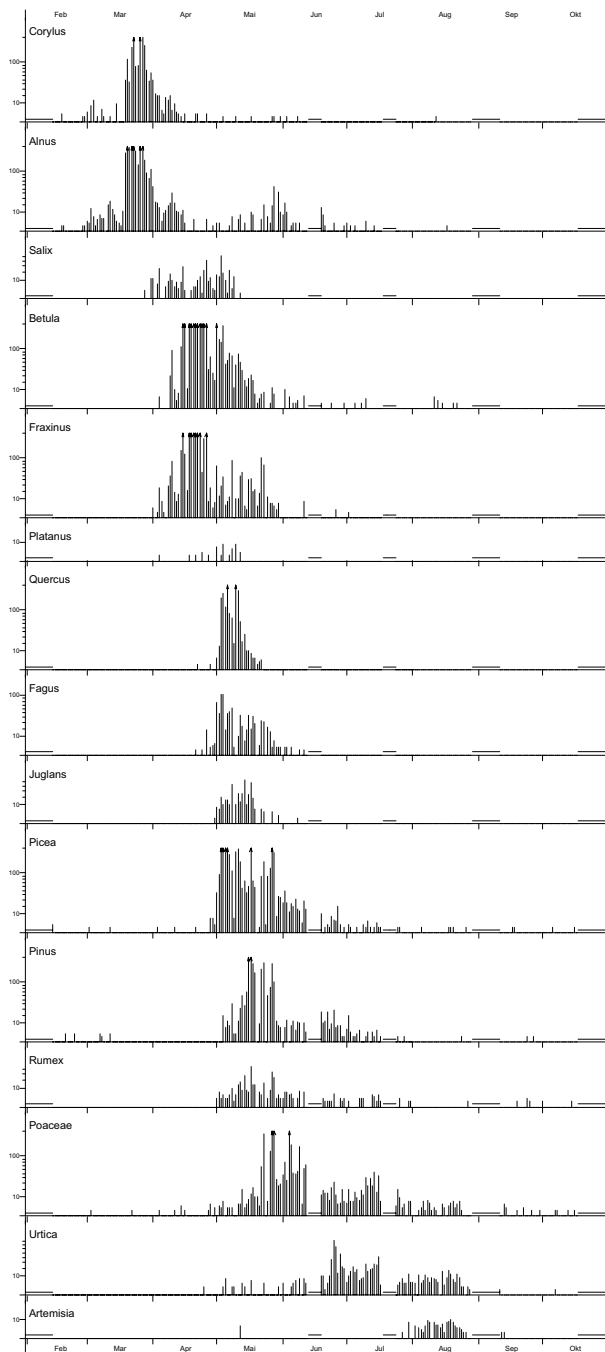 Feb Mar Apr Mai Jun Jul Aug Sep Okt
Corylus
100
10
Alnus
100
10
Salix
10
Betula
100
10
Fraxinus
100
10
Platanus
10
Quercus
100
10
Fagus
100
10
Juglans
10
Picea
100
10
Pinus
100
10
Rumex
10
Poaceae
100
10
Urtica
10
Artemisia
10
Feb Mar Apr Mai Jun Jul Aug Sep Okt